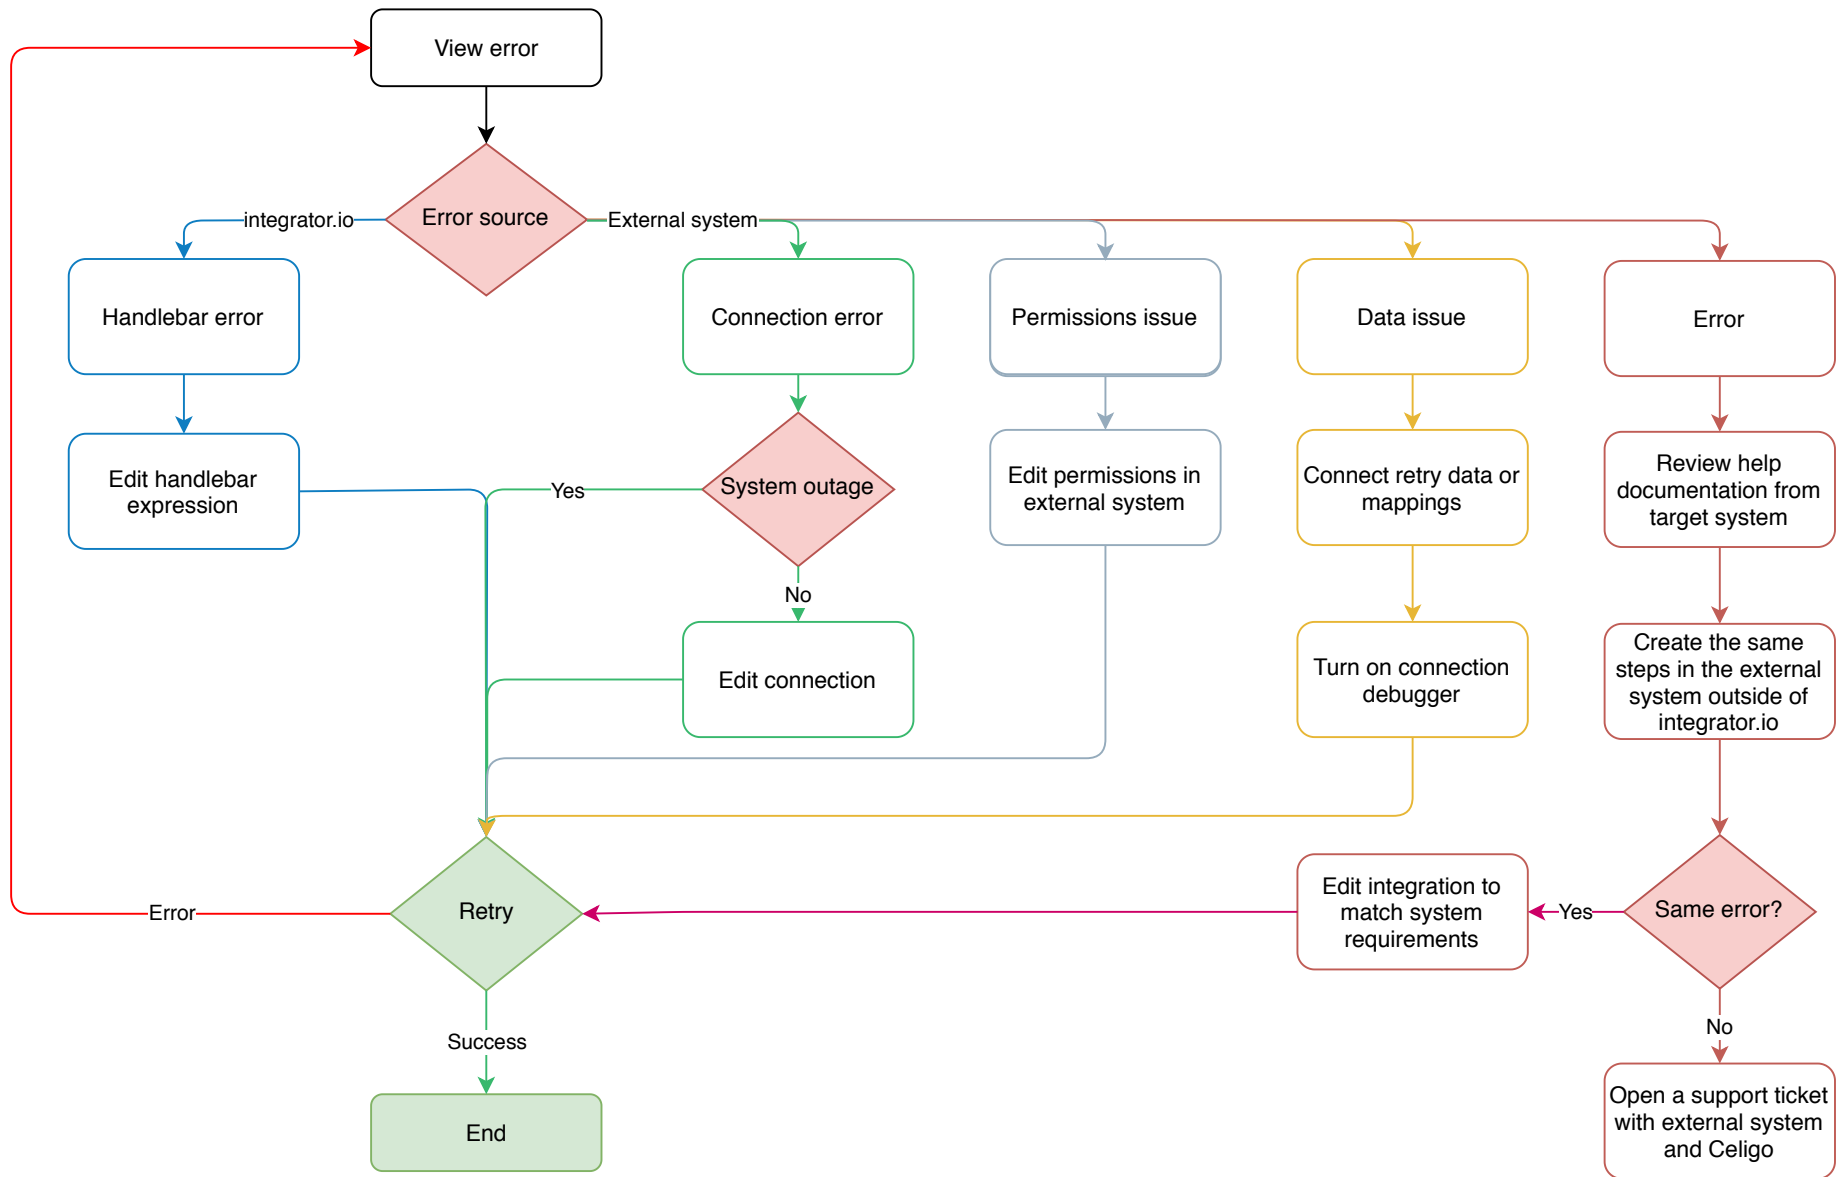 View error
Error source
integrator.io
External system
Handlebar error
Connection error
Permissions issue
Data issue
Error
Edit handlebar
expression
Yes
System outage
Edit permissions in
external system
Connect retry data or
mappings
Review help
documentation from
target system
No
Edit connection
Turn on connection
debugger
Create the same
steps in the external
system outside of
integrator.io
Error
Retry
Edit integration to
match system
requirements
Yes
Same error?
Success
No
End
Open a support ticket
with external system
and Celigo